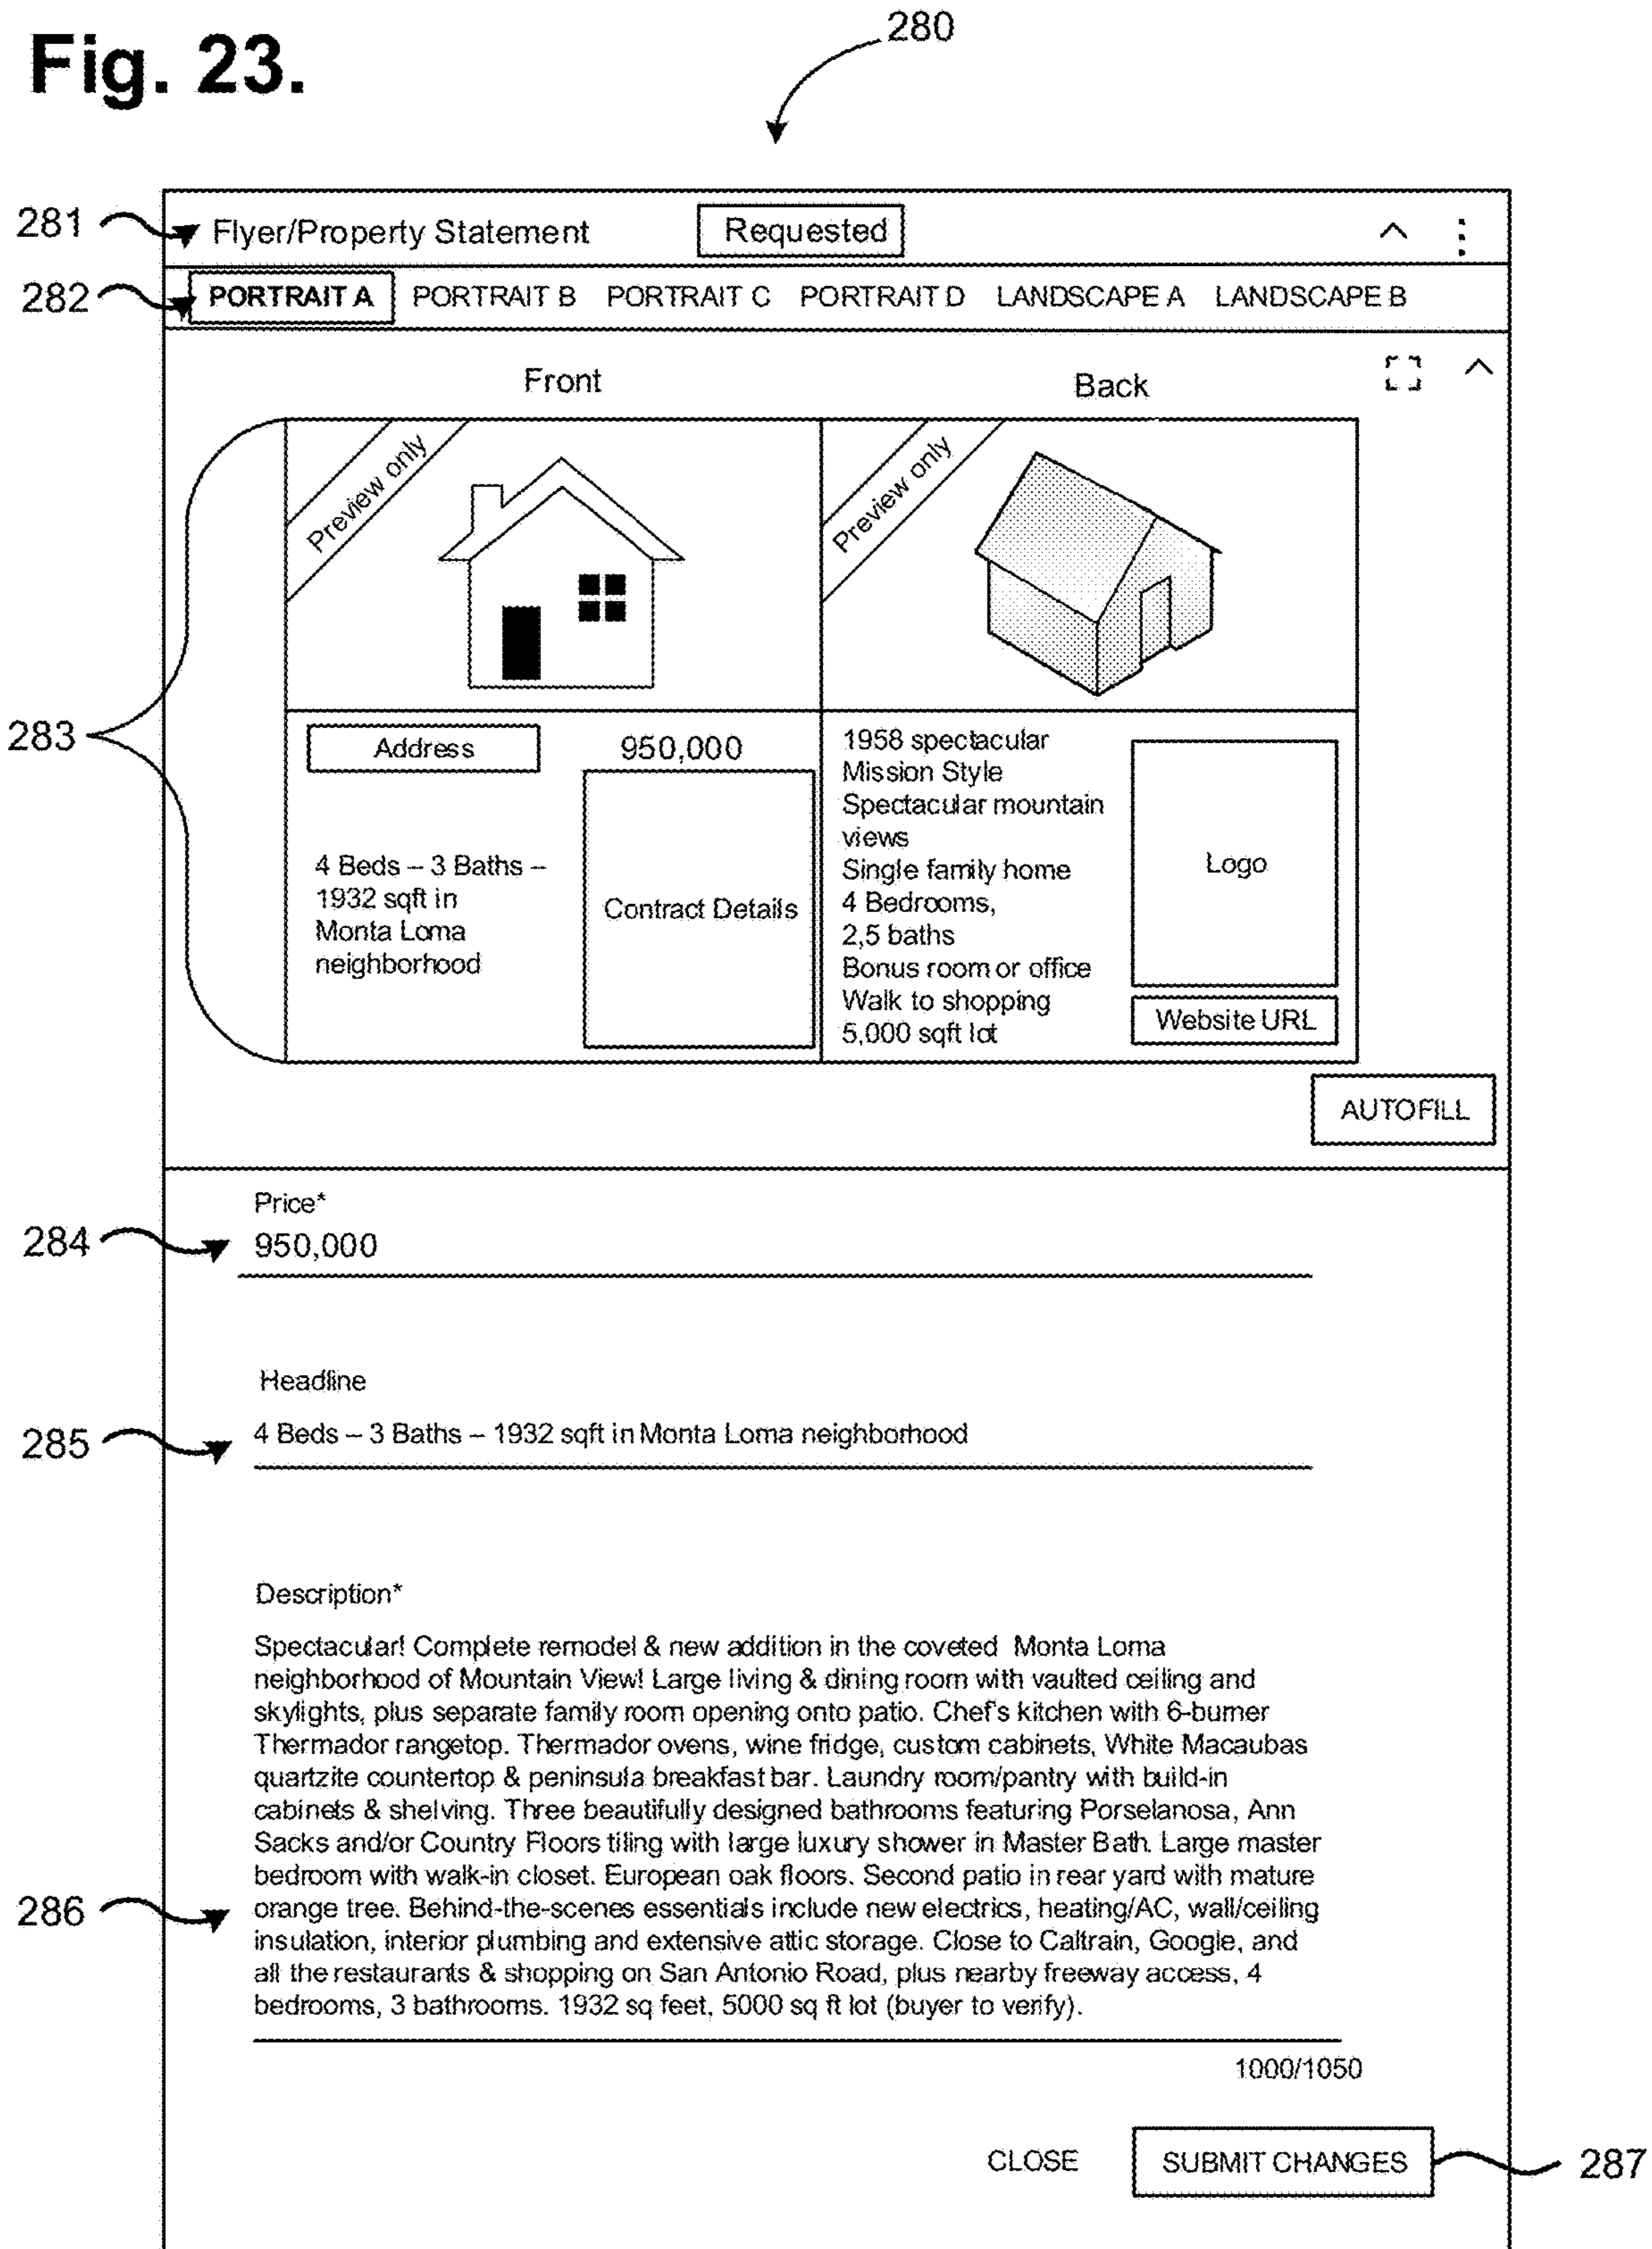 Fig. 23.
280
281
Flyer/Property Statement
Requested
282
PORTRAIT A PORTRAIT B PORTRAIT C PORTRAIT D LANDSCAPE A LANDSCAPE B
Front
Back
Preview only
Preview only
283
Address
950,000
4 Beds – 3 Baths –
1932 sqft in
Monta Loma
neighborhood
Contract Details
1958 spectacular
Mission Style
Spectacular mountain
views
Single family home
4 Bedrooms,
2,5 baths
Bonus room or office
Walk to shopping
5,000 sqft lot
Logo
Website URL
AUTOFILL
Price*
284
950,000
Headline
285
4 Beds – 3 Baths – 1932 sqft in Monta Loma neighborhood
Description*
Spectacular! Complete remodel & new addition in the coveted Monta Loma
neighborhood of Mountain View! Large living & dining room with vaulted ceiling and
skylights, plus separate family room opening onto patio. Chef's kitchen with 6-burner
Thermador rangetop. Thermador ovens, wine fridge, custom cabinets, White Macaubas
quartzite countertop & peninsula breakfast bar. Laundry room/pantry with build-in
cabinets & shelving. Three beautifully designed bathrooms featuring Porselanosa, Ann
Sacks and/or Country Floors tiling with large luxury shower in Master Bath. Large master
bedroom with walk-in closet. European oak floors. Second patio in rear yard with mature
286
orange tree. Behind-the-scenes essentials include new electrics, heating/AC, wall/ceiling
insulation, interior plumbing and extensive attic storage. Close to Caltrain, Google, and
all the restaurants & shopping on San Antonio Road, plus nearby freeway access, 4
bedrooms, 3 bathrooms. 1932 sq feet, 5000 sq ft lot (buyer to verify).
1000/1050
CLOSE
SUBMIT CHANGES
287